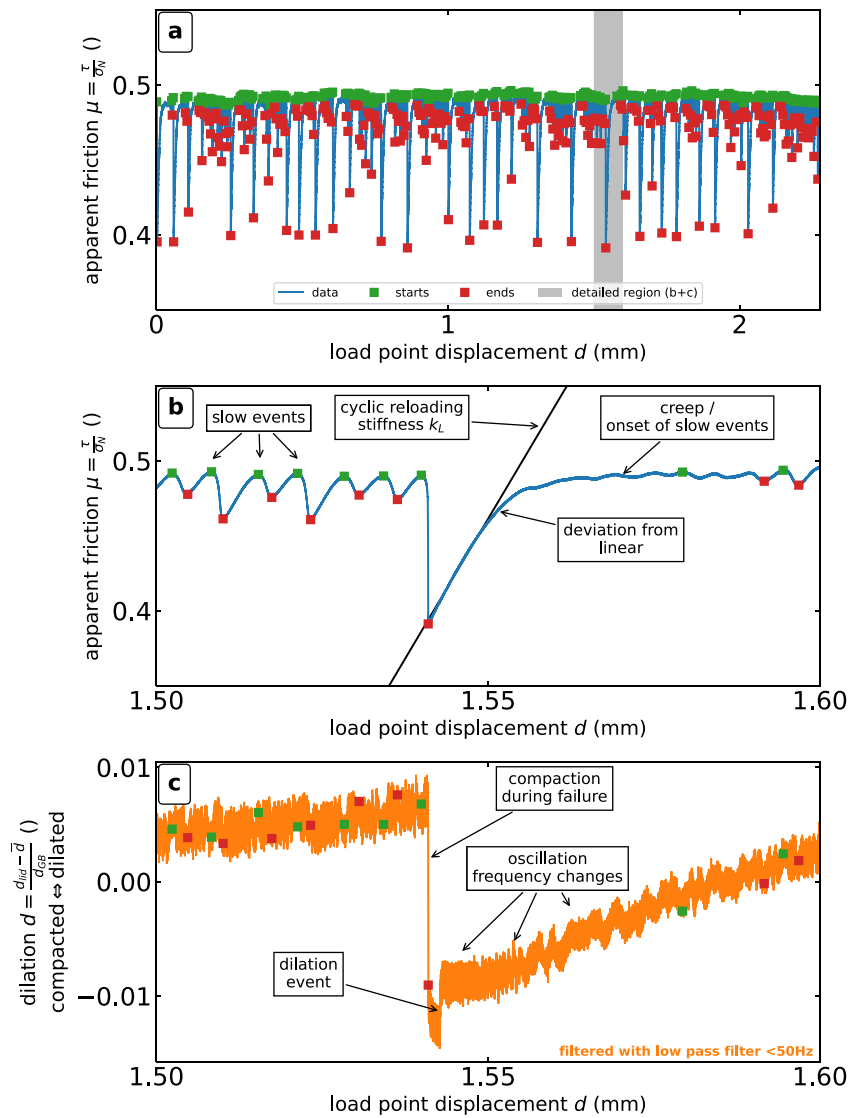 a
apparent friction μ = τ/σN ()
0.5
0.4
data
starts
ends
detailed region (b+c)
0
1
2
load point displacement d (mm)
b
apparent friction μ = τ/σN ()
slow events
cyclic reloading
stiffness kL
creep /
onset of slow events
deviation from
linear
0.5
0.4
1.50
1.55
1.60
load point displacement d (mm)
c
dilation d = (dlid − d̅)/dGB ()
compacted ⇔ dilated
0.01
0.00
−0.01
compaction
during failure
oscillation
frequency changes
dilation
event
filtered with low pass filter <50Hz
1.50
1.55
1.60
load point displacement d (mm)